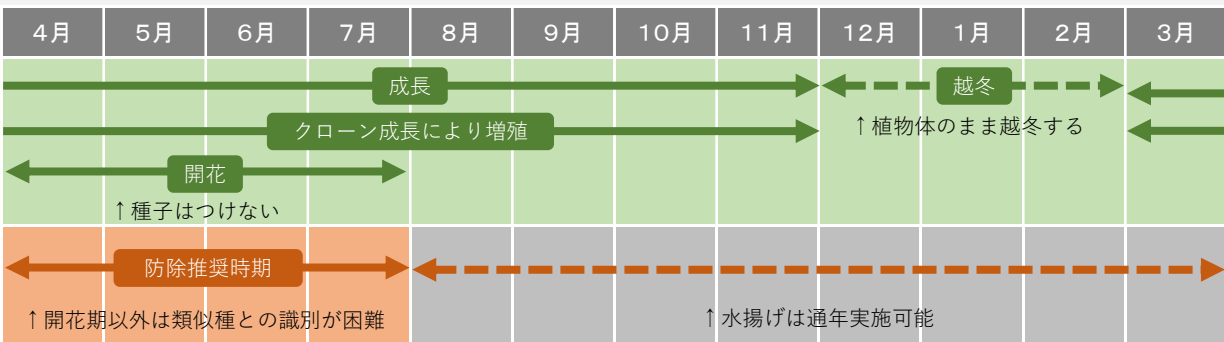 4月 5月 6月 7月 8月 9月 10月 11月 12月 1月 2月 3月
成長 越冬
クローン成長により増殖 ↑植物体のまま越冬する
開花
↑種子はつけない
防除推奨時期
↑開花期以外は類似種との識別が困難 ↑水揚げは通年実施可能